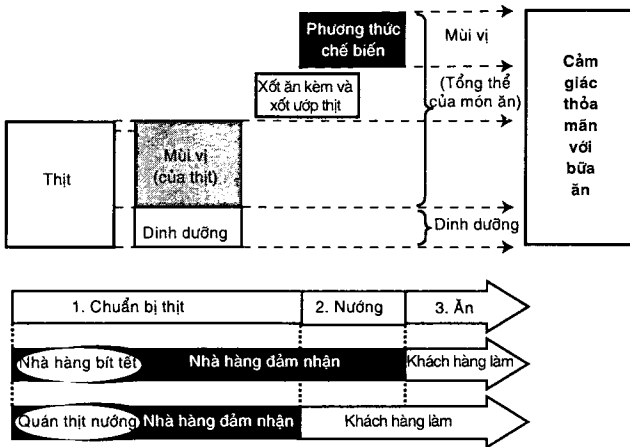 Phương thức
chế biến
Mùi vị
(Tổng thể
của món ăn)
Cảm
giác
thỏa
mãn
với
bữa
ăn
Xốt ăn kèm và
xốt ướp thịt
Thịt
Mùi vị
(của thịt)
Dinh dưỡng
Dinh dưỡng
1. Chuẩn bị thịt
2. Nướng
3. Ăn
Nhà hàng bít tết
Nhà hàng đảm nhận
Khách hàng làm
Quán thịt nướng
Nhà hàng đảm nhận
Khách hàng làm